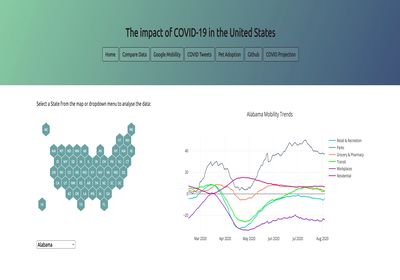 The impact of COVID-19 in the United States
Home
Compare Data
Google Mobility
COVID Tweets
Pet Adoption
Github
COVID Projection
Select a State from the map or dropdown menu to analyse the data:
Alabama
Alabama Mobility Trends
40
20
0
-20
Mar 2020
Apr 2020
May 2020
Jun 2020
Jul 2020
Aug 2020
Retail & Recreation
Parks
Grocery & Pharmacy
Transit
Workplaces
Residential